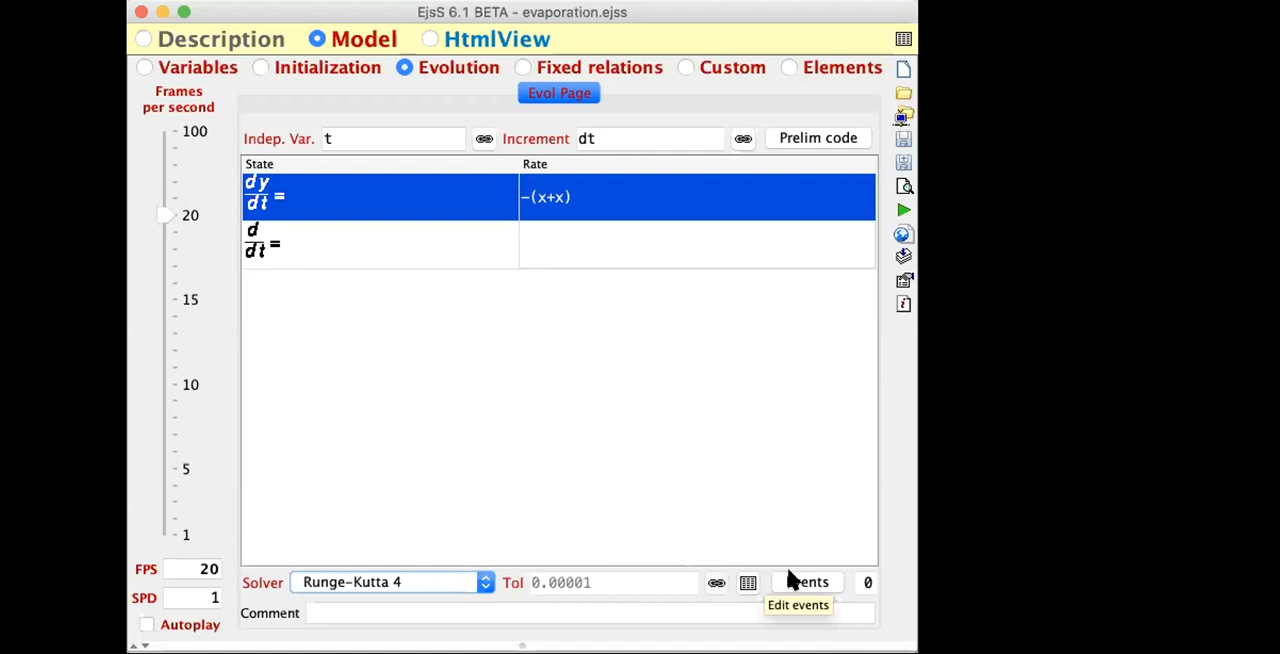 EjsS 6.1 BETA - evaporation.ejss
Description Model HtmlView
Variables Initialization Evolution Fixed relations Custom Elements
Frames
per second
Evol Page
100
Indep. Var. t Increment dt Prelim code
State Rate
dy
dt = -(x+x)
20
d
dt =
15
10
5
1
FPS 20
Solver Runge-Kutta 4 Tol 0.00001 0
SPD 1
Edit events
Comment
Autoplay